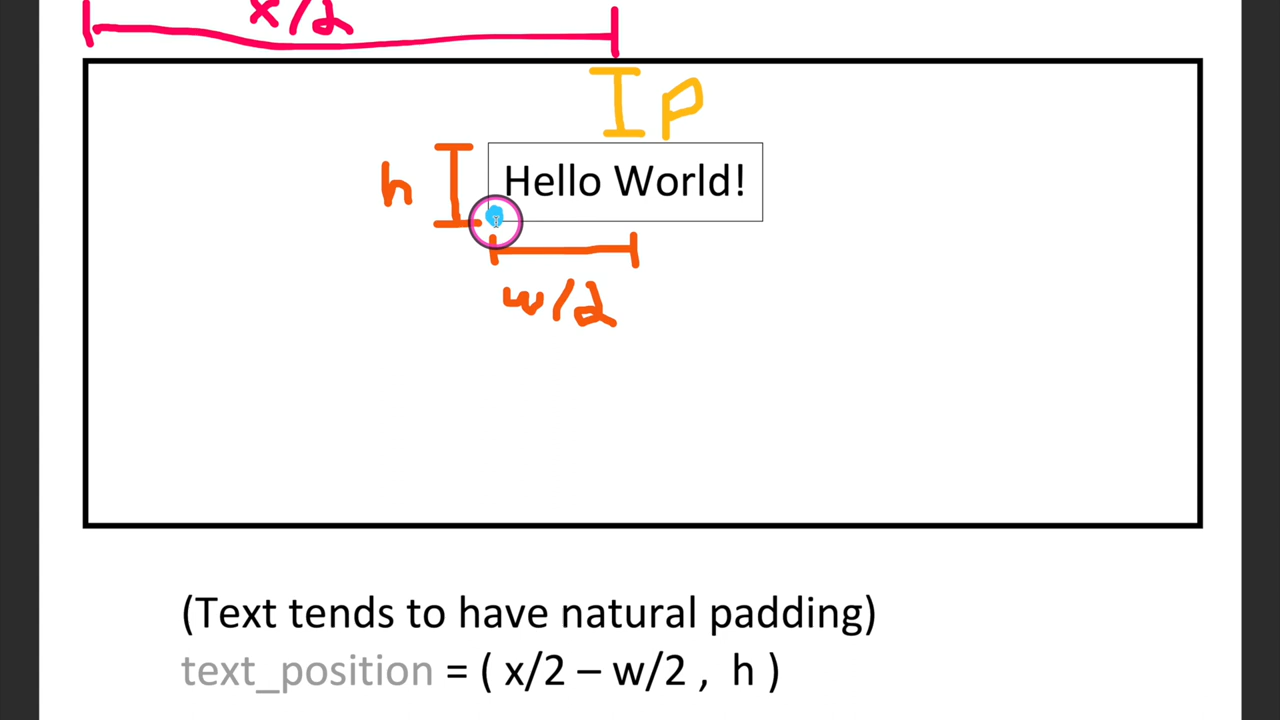 x/2
P
h
Hello World!
w/2
(Text tends to have natural padding)
text_position = ( x/2 – w/2 , h )